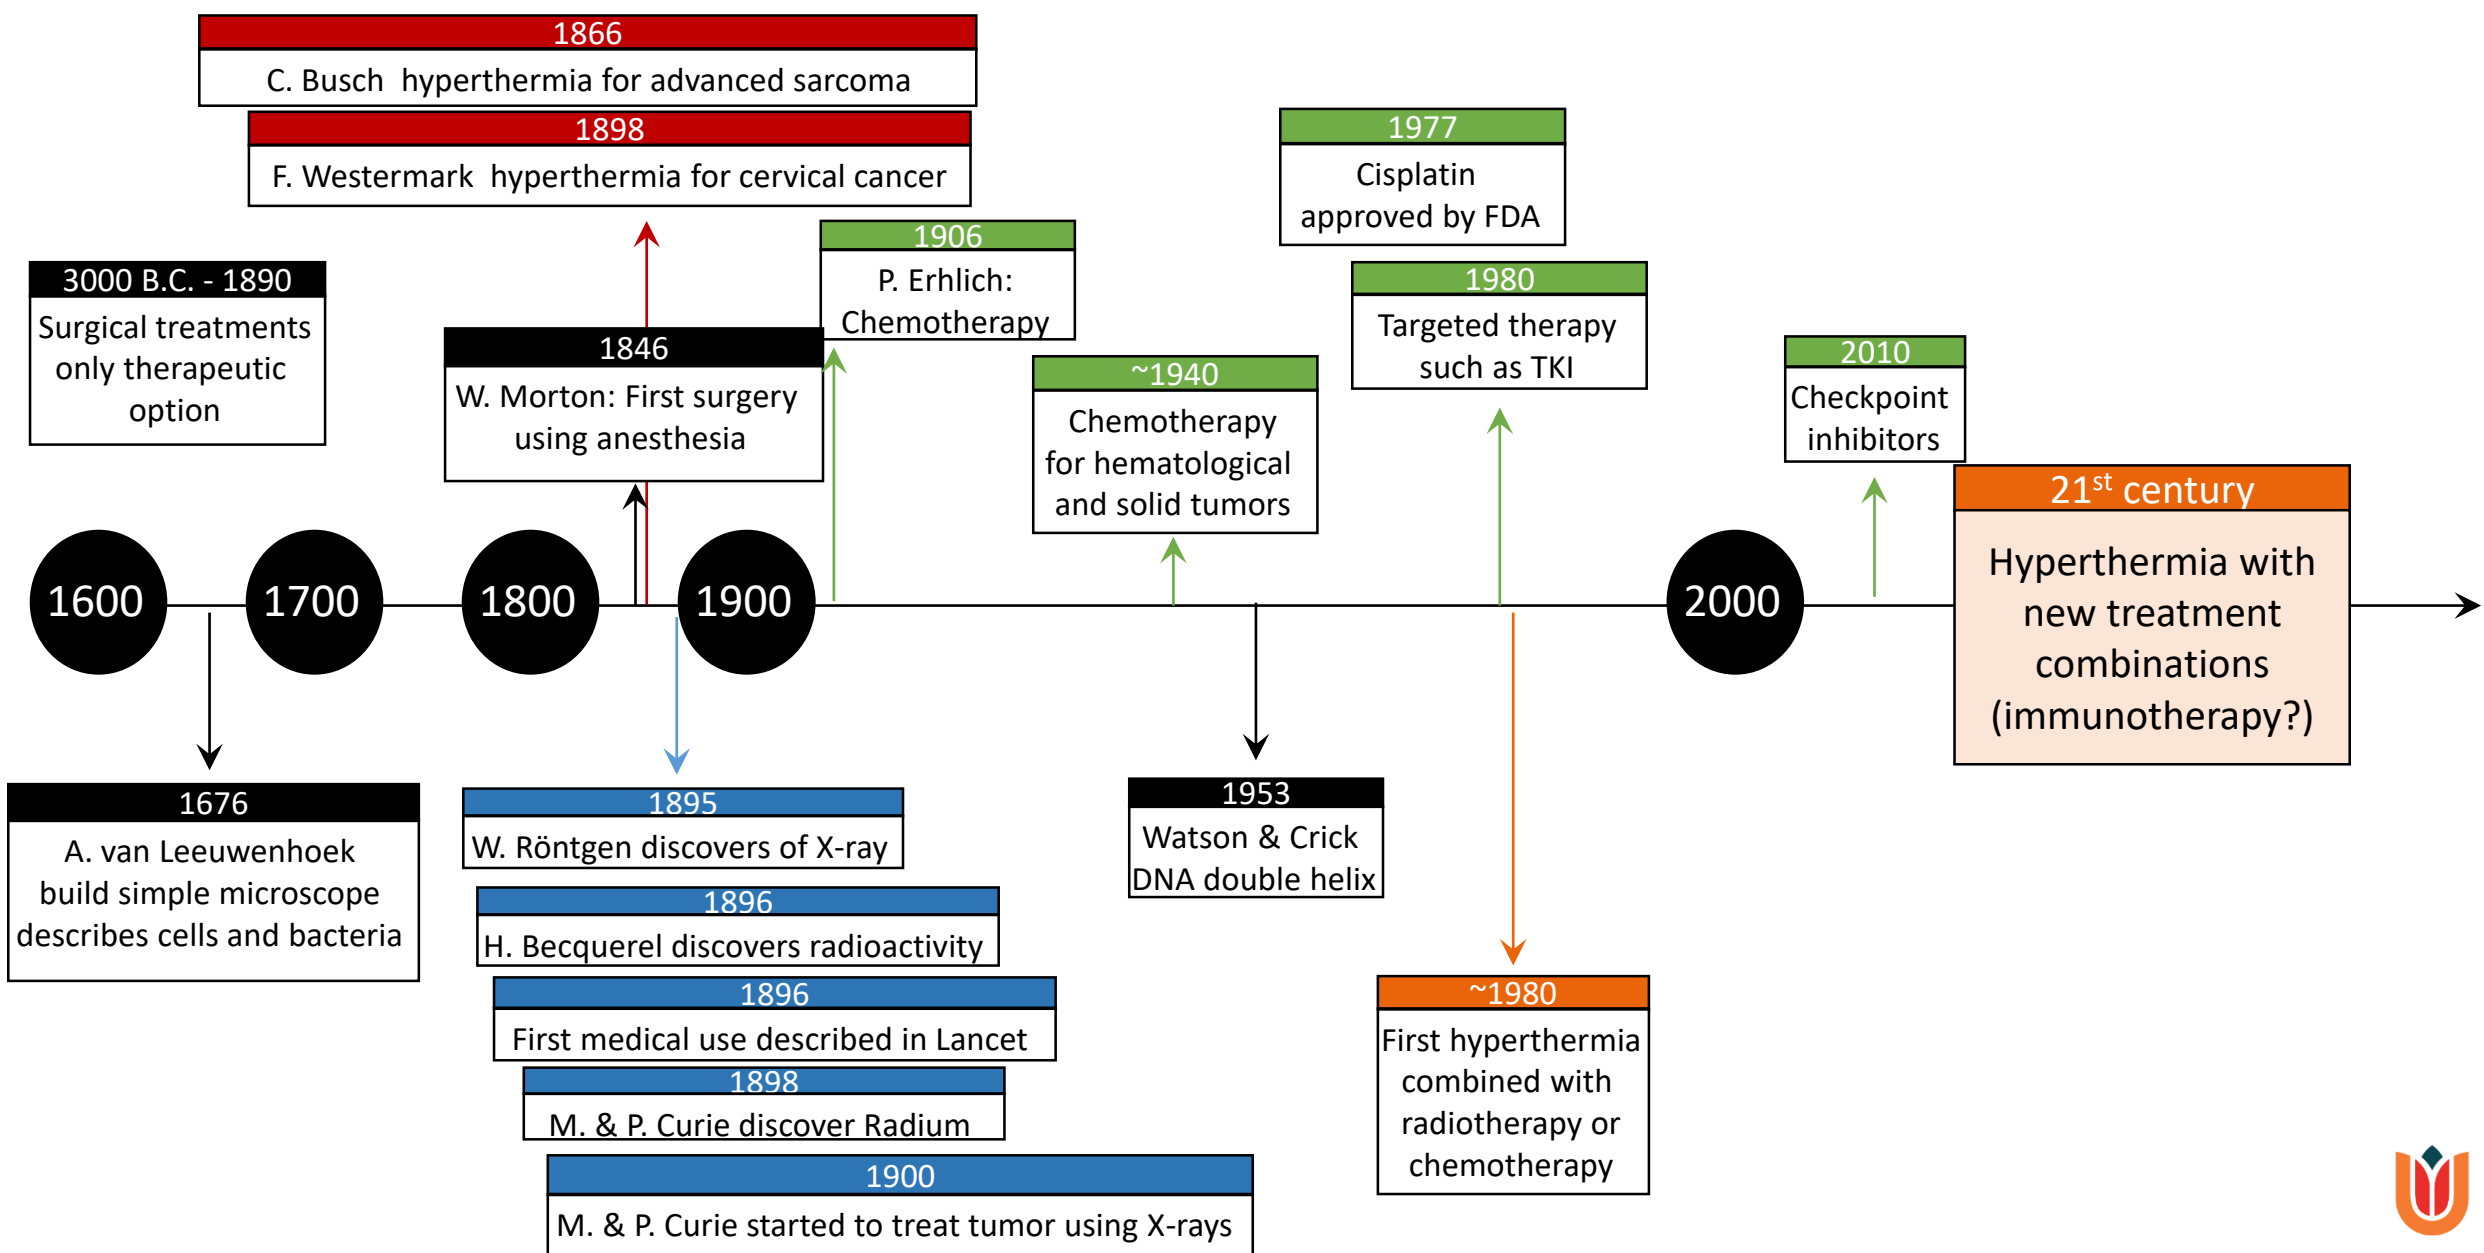 1866
C. Busch  hyperthermia for advanced sarcoma
1898
F. Westermark  hyperthermia for cervical cancer
1977
Cisplatin
approved by FDA
1906
P. Erhlich:
Chemotherapy
3000 B.C. - 1890
Surgical treatments
only therapeutic
option
1980
Targeted therapy
such as TKI
1846
W. Morton: First surgery
using anesthesia
2010
Checkpoint
inhibitors
~1940
Chemotherapy
for hematological
and solid tumors
21st century
Hyperthermia with
new treatment
combinations
(immunotherapy?)
1600
1700
1800
1900
2000
1676
A. van Leeuwenhoek
build simple microscope
describes cells and bacteria
1895
W. Röntgen discovers of X-ray
1896
H. Becquerel discovers radioactivity
1896
First medical use described in Lancet
1898
M. & P. Curie discover Radium
1900
M. & P. Curie started to treat tumor using X-rays
1953
Watson & Crick
DNA double helix
~1980
First hyperthermia
combined with
radiotherapy or
chemotherapy